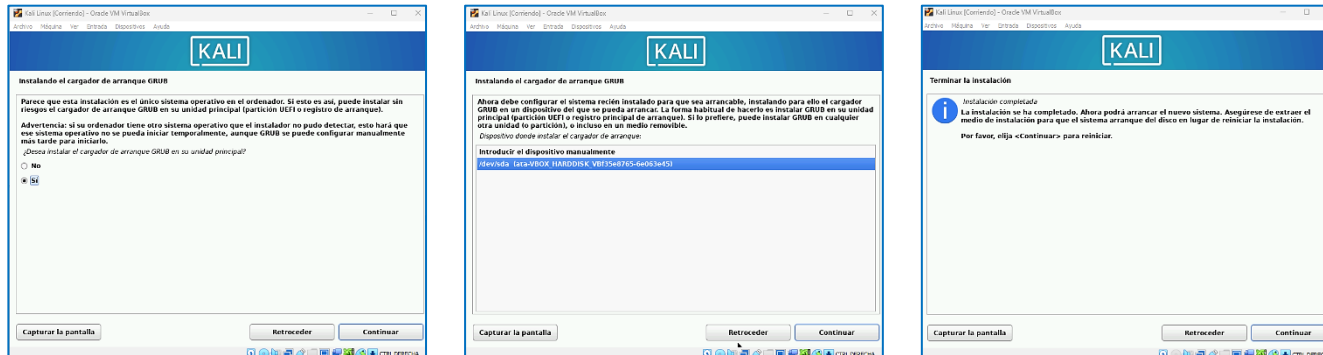 Kali Linux [Corriendo] - Oracle VM VirtualBox
Archivo Máquina Ver Entrada Dispositivos Ayuda
KALI
Instalando el cargador de arranque GRUB
Parece que esta instalación es el único sistema operativo en el ordenador. Si esto es así, puede instalar sin
riesgos el cargador de arranque GRUB en su unidad principal (partición UEFI o registro de arranque).
Advertencia: si su ordenador tiene otro sistema operativo que el instalador no pudo detectar, esto hará que
ese sistema operativo no se pueda iniciar temporalmente, aunque GRUB se puede configurar manualmente
más tarde para iniciarlo.
¿Desea instalar el cargador de arranque GRUB en su unidad principal?
No
Sí
Capturar la pantalla
Retroceder
Continuar
CTRL DERECHA
Kali Linux [Corriendo] - Oracle VM VirtualBox
Archivo Máquina Ver Entrada Dispositivos Ayuda
KALI
Instalando el cargador de arranque GRUB
Ahora debe configurar el sistema recién instalado para que sea arrancable, instalando para ello el cargador
GRUB en un dispositivo del que se pueda arrancar. La forma habitual de hacerlo es instalar GRUB en su unidad
principal (partición UEFI o registro principal de arranque). Si lo prefiere, puede instalar GRUB en cualquier
otra unidad (o partición), o incluso en un medio removible.
Dispositivo donde instalar el cargador de arranque:
Introducir el dispositivo manualmente
/dev/sda (ata-VBOX_HARDDISK_VBf35e8765-6e063e45)
Capturar la pantalla
Retroceder
Continuar
CTRL DERECHA
Kali Linux [Corriendo] - Oracle VM VirtualBox
Archivo Máquina Ver Entrada Dispositivos Ayuda
KALI
Terminar la instalación
Instalación completada
La instalación se ha completado. Ahora podrá arrancar el nuevo sistema. Asegúrese de extraer el
medio de instalación para que el sistema arranque del disco en lugar de reiniciar la instalación.
Por favor, elija <Continuar> para reiniciar.
Capturar la pantalla
Retroceder
Continuar